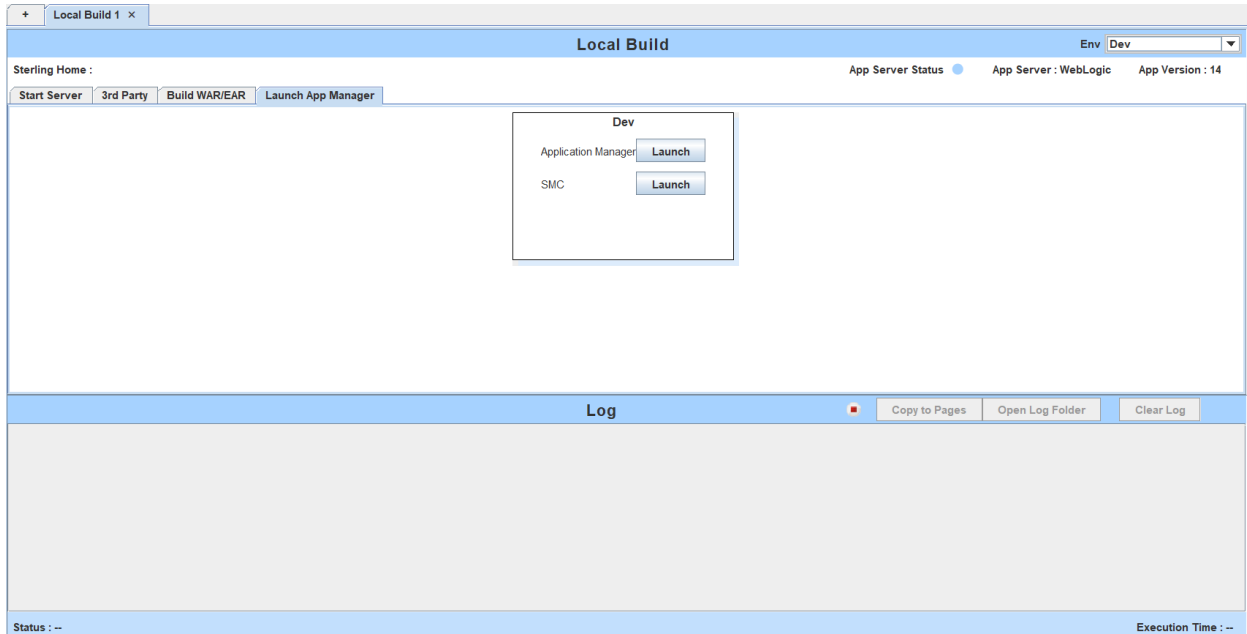 + Local Build 1 ×
Local Build Env Dev
Sterling Home : App Server Status App Server : WebLogic App Version : 14
Start Server 3rd Party Build WAR/EAR Launch App Manager
Dev
Application Manager Launch
SMC Launch
Log Copy to Pages Open Log Folder Clear Log
Status : -- Execution Time : --